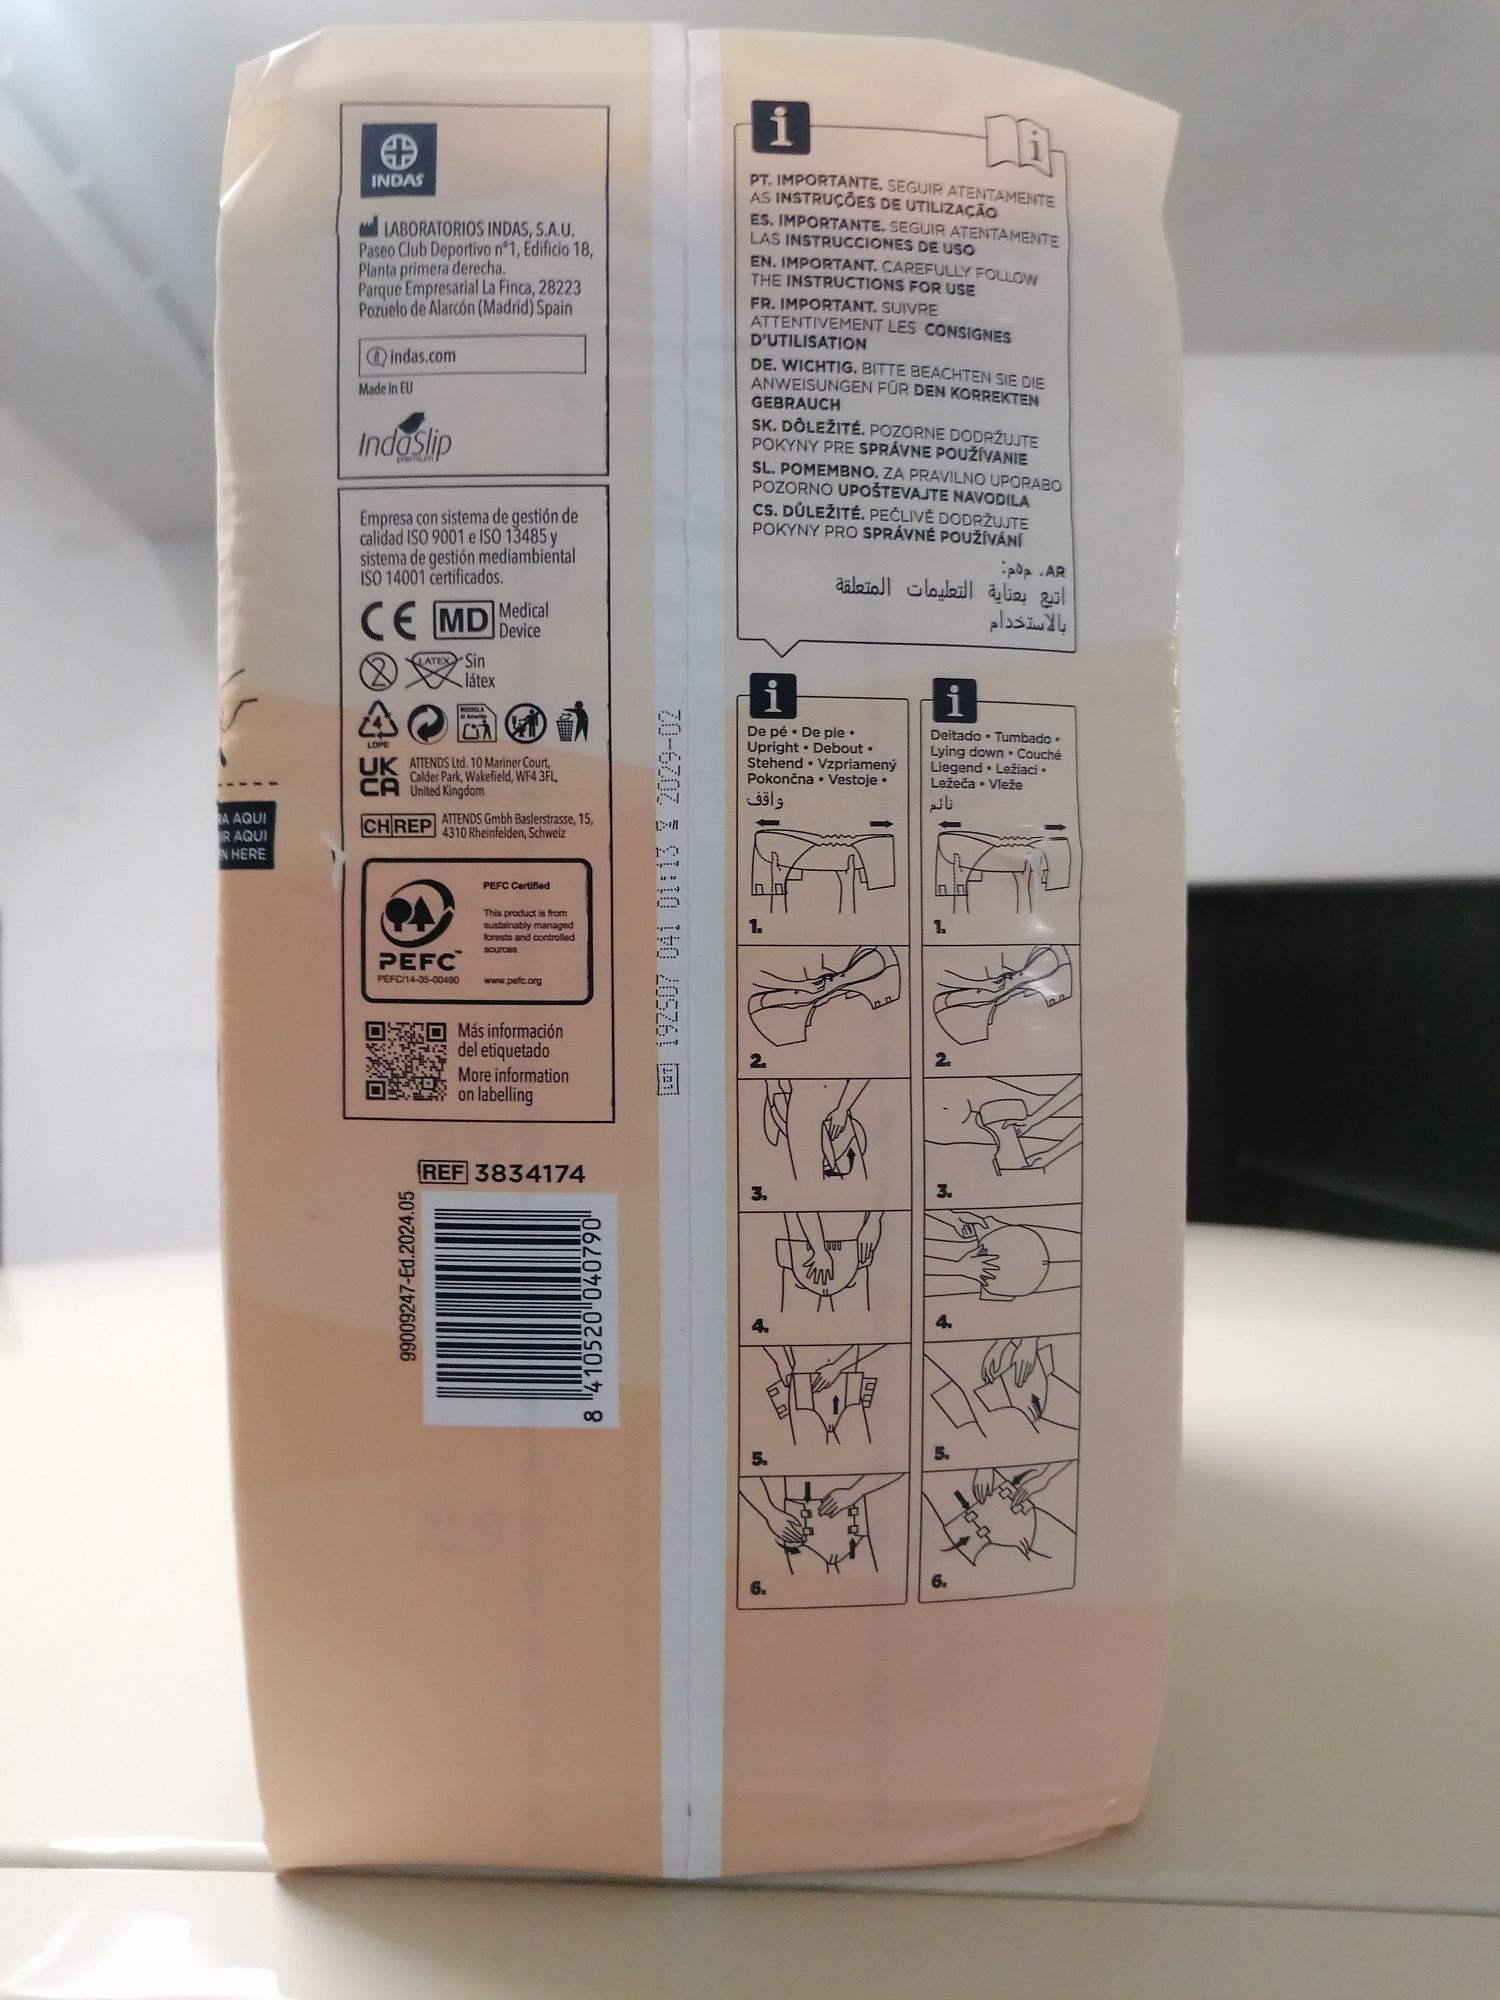 INDAS
LABORATORIOS INDAS, S.A.U.
Paseo Club Deportivo nº1, Edificio 18,
Planta primera derecha.
Parque Empresarial La Finca, 28223
Pozuelo de Alarcón (Madrid) Spain
indas.com
Made in EU
IndaSlip
premium
Empresa con sistema de gestión de
calidad ISO 9001 e ISO 13485 y
sistema de gestión mediambiental
ISO 14001 certificados.
CE MD Medical
Device
2 LATEX Sin
látex
4
LDPE
RECICLA
Al Amarillo
UK
CA
ATTENDS Ltd. 10 Mariner Court,
Calder Park, Wakefield, WF4 3FL,
United Kingdom
CH REP ATTENDS Gmbh Baslerstrasse, 15,
4310 Rheinfelden, Schweiz
PEFC Certified
This product is from
sustainably managed
forests and controlled
sources
PEFC™
PEFC/14-35-00490 www.pefc.org
Más información
del etiquetado
More information
on labelling
REF 3834174
99009247-Ed.2024.05
8 410520 040790
RA AQUI
IR AQUI
N HERE
LOT 192507 041 01:13 2029-02
i
i
PT. IMPORTANTE. SEGUIR ATENTAMENTE
AS INSTRUÇÕES DE UTILIZAÇÃO
ES. IMPORTANTE. SEGUIR ATENTAMENTE
LAS INSTRUCCIONES DE USO
EN. IMPORTANT. CAREFULLY FOLLOW
THE INSTRUCTIONS FOR USE
FR. IMPORTANT. SUIVRE
ATTENTIVEMENT LES CONSIGNES
D'UTILISATION
DE. WICHTIG. BITTE BEACHTEN SIE DIE
ANWEISUNGEN FÜR DEN KORREKTEN
GEBRAUCH
SK. DÔLEŽITÉ. POZORNE DODRŽUJTE
POKYNY PRE SPRÁVNE POUŽÍVANIE
SL. POMEMBNO. ZA PRAVILNO UPORABO
POZORNO UPOŠTEVAJTE NAVODILA
CS. DŮLEŽITÉ. PEČLIVĚ DODRŽUJTE
POKYNY PRO SPRÁVNÉ POUŽÍVÁNÍ
AR. مهم:
اتبع بعناية التعليمات المتعلقة
بالاستخدام
i
De pé • De pie •
Upright • Debout •
Stehend • Vzpriamený
Pokončna • Vestoje •
واقف
1.
2.
3.
4.
5.
6.
i
Deitado • Tumbado •
Lying down • Couché
Liegend • Ležiaci •
Ležeča • Vleže
نائم
1.
2.
3.
4.
5.
6.